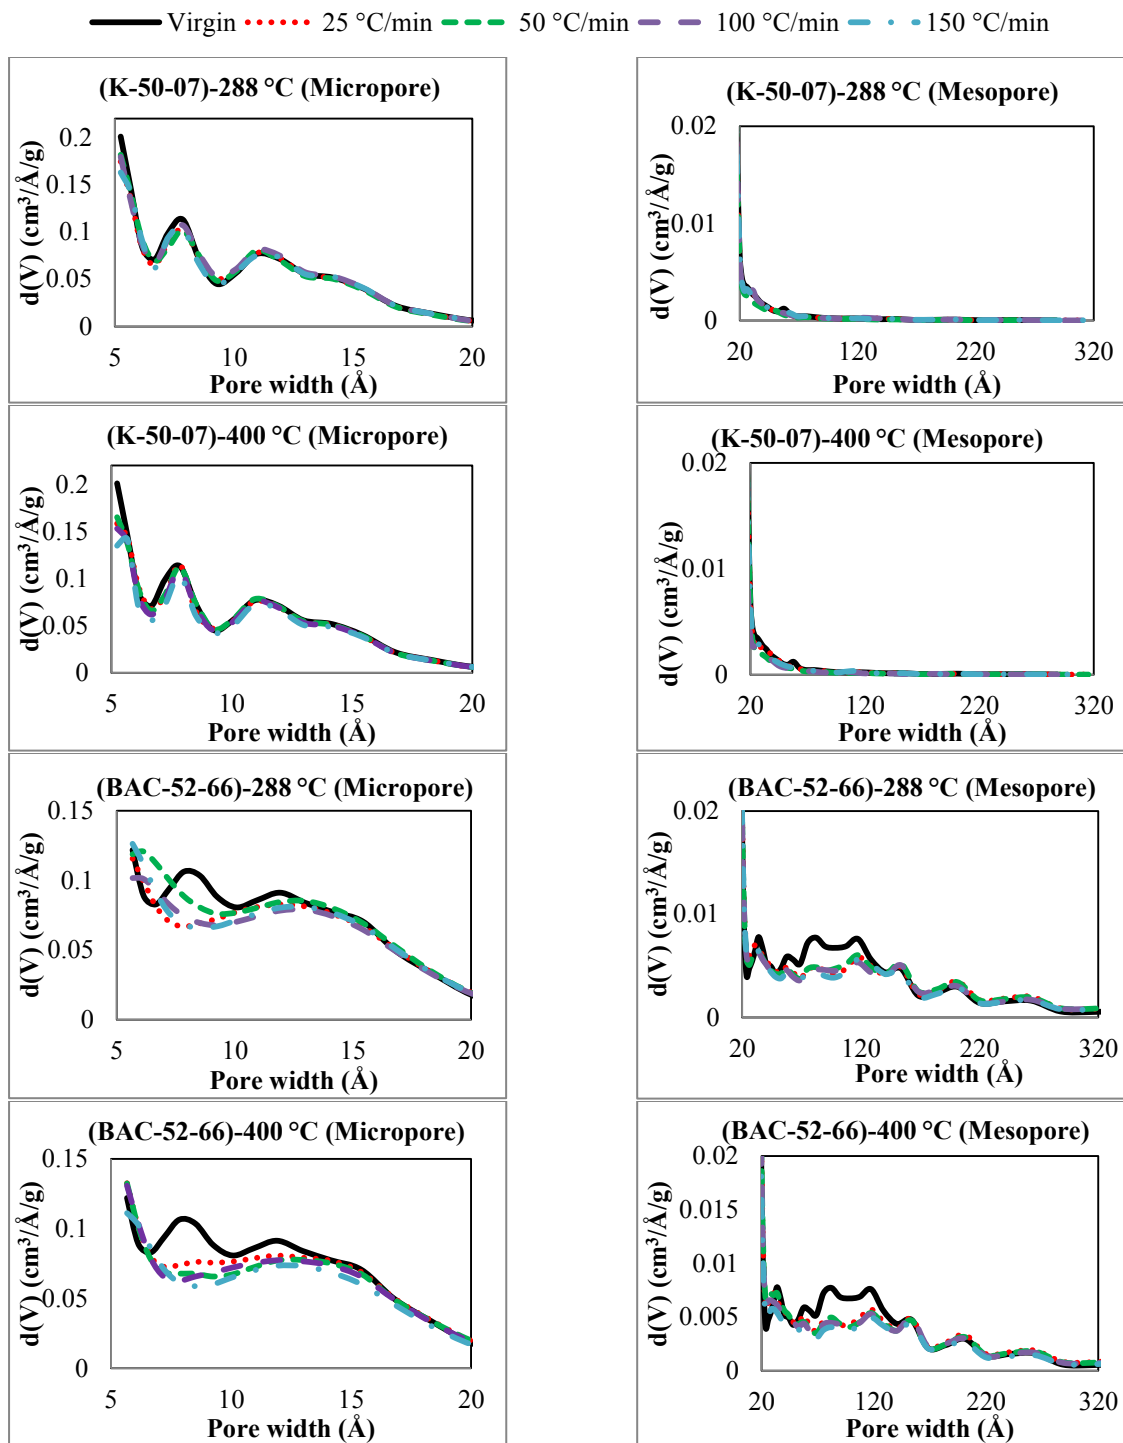 Virgin 25 °C/min 50 °C/min 100 °C/min 150 °C/min
(K-50-07)-288 °C (Micropore)
d(V) (cm³/Å/g)
0.2
0.15
0.1
0.05
0
5 10 15 20
Pore width (Å)
(K-50-07)-288 °C (Mesopore)
d(V) (cm³/Å/g)
0.02
0.01
0
20 120 220 320
Pore width (Å)
(K-50-07)-400 °C (Micropore)
d(V) (cm³/Å/g)
0.2
0.15
0.1
0.05
0
5 10 15 20
Pore width (Å)
(K-50-07)-400 °C (Mesopore)
d(V) (cm³/Å/g)
0.02
0.01
0
20 120 220 320
Pore width (Å)
(BAC-52-66)-288 °C (Micropore)
d(V) (cm³/Å/g)
0.15
0.1
0.05
0
5 10 15 20
Pore width (Å)
(BAC-52-66)-288 °C (Mesopore)
d(V) (cm³/Å/g)
0.02
0.01
0
20 120 220 320
Pore width (Å)
(BAC-52-66)-400 °C (Micropore)
d(V) (cm³/Å/g)
0.15
0.1
0.05
0
5 10 15 20
Pore width (Å)
(BAC-52-66)-400 °C (Mesopore)
d(V) (cm³/Å/g)
0.02
0.015
0.01
0.005
0
20 120 220 320
Pore width (Å)